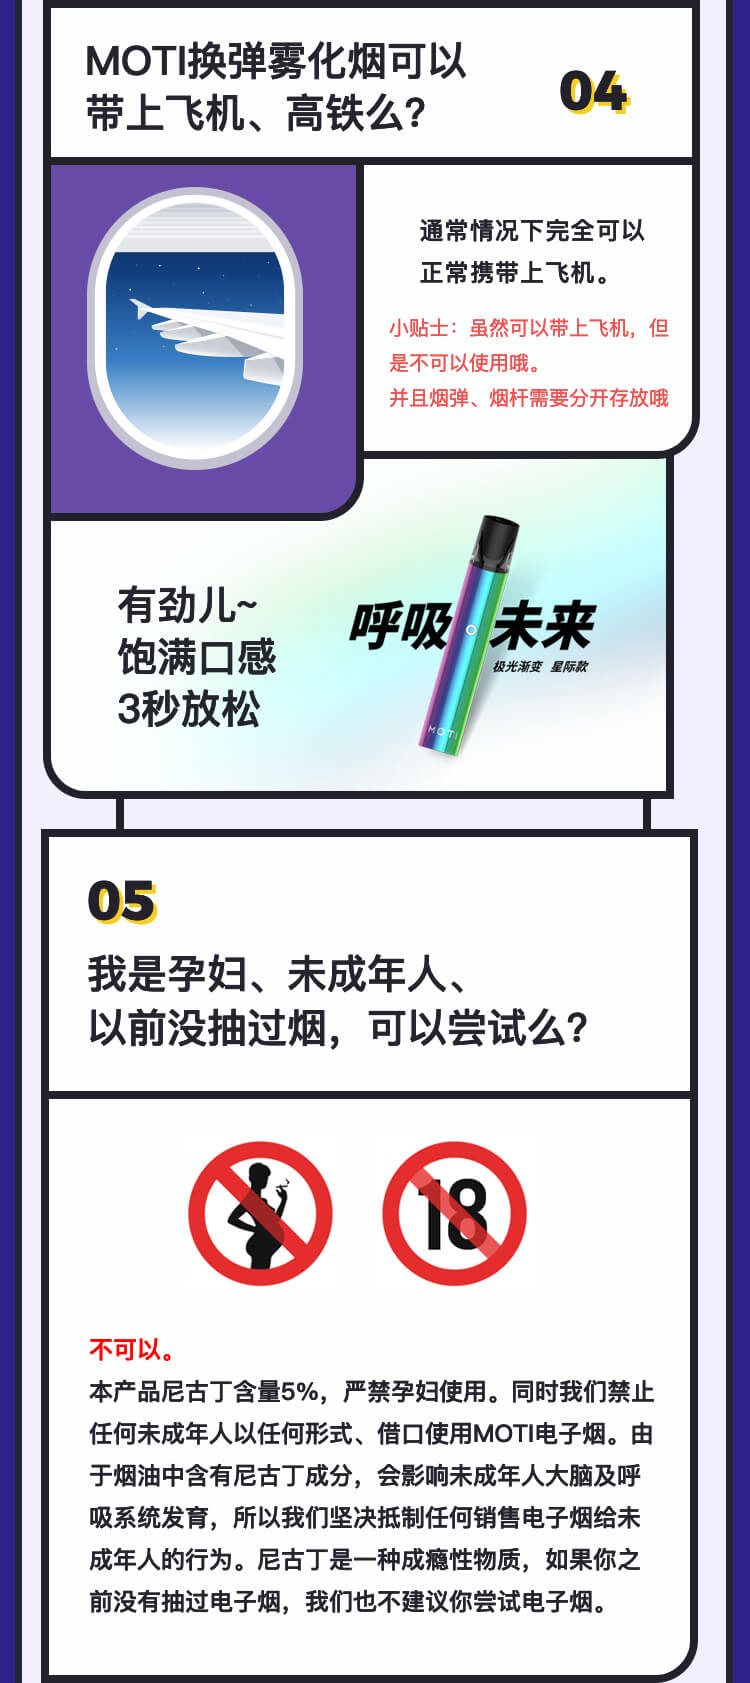 MOTI换弹雾化烟可以
带上飞机、高铁么?
04
通常情况下完全可以
正常携带上飞机。
小贴士：虽然可以带上飞机，但
是不可以使用哦。
并且烟弹、烟杆需要分开存放哦
有劲儿~
饱满口感
3秒放松
呼吸 未来
极光渐变 星际款
MOTI
05
我是孕妇、未成年人、
以前没抽过烟，可以尝试么?
18
不可以。
本产品尼古丁含量5%，严禁孕妇使用。同时我们禁止
任何未成年人以任何形式、借口使用MOTI电子烟。由
于烟油中含有尼古丁成分，会影响未成年人大脑及呼
吸系统发育，所以我们坚决抵制任何销售电子烟给未
成年人的行为。尼古丁是一种成瘾性物质，如果你之
前没有抽过电子烟，我们也不建议你尝试电子烟。